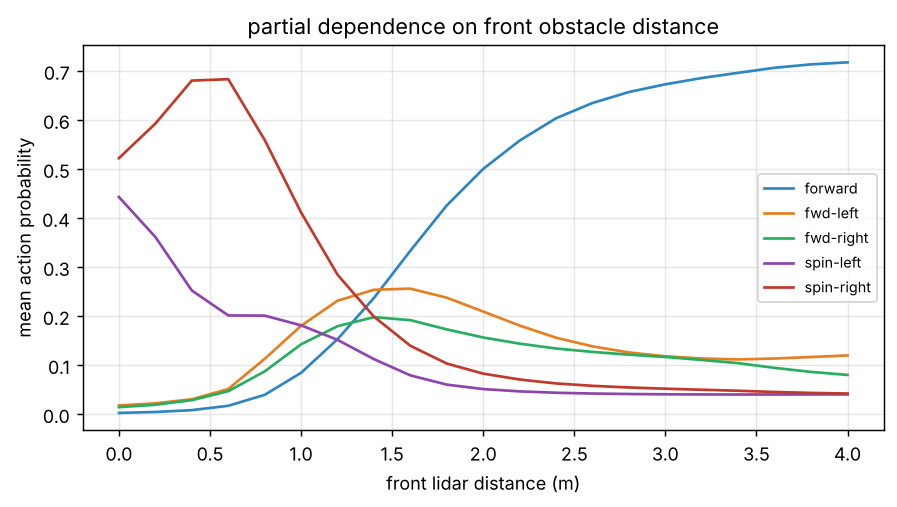 partial dependence on front obstacle distance
mean action probability
0.7
0.6
0.5
0.4
0.3
0.2
0.1
0.0
forward
fwd-left
fwd-right
spin-left
spin-right
0.0 0.5 1.0 1.5 2.0 2.5 3.0 3.5 4.0
front lidar distance (m)